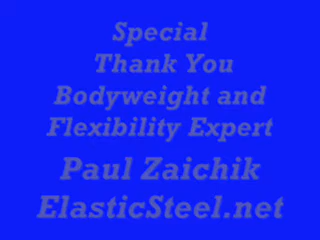 Special
Thank You
Bodyweight and
Flexibility Expert
Paul Zaichik
ElasticSteel.net